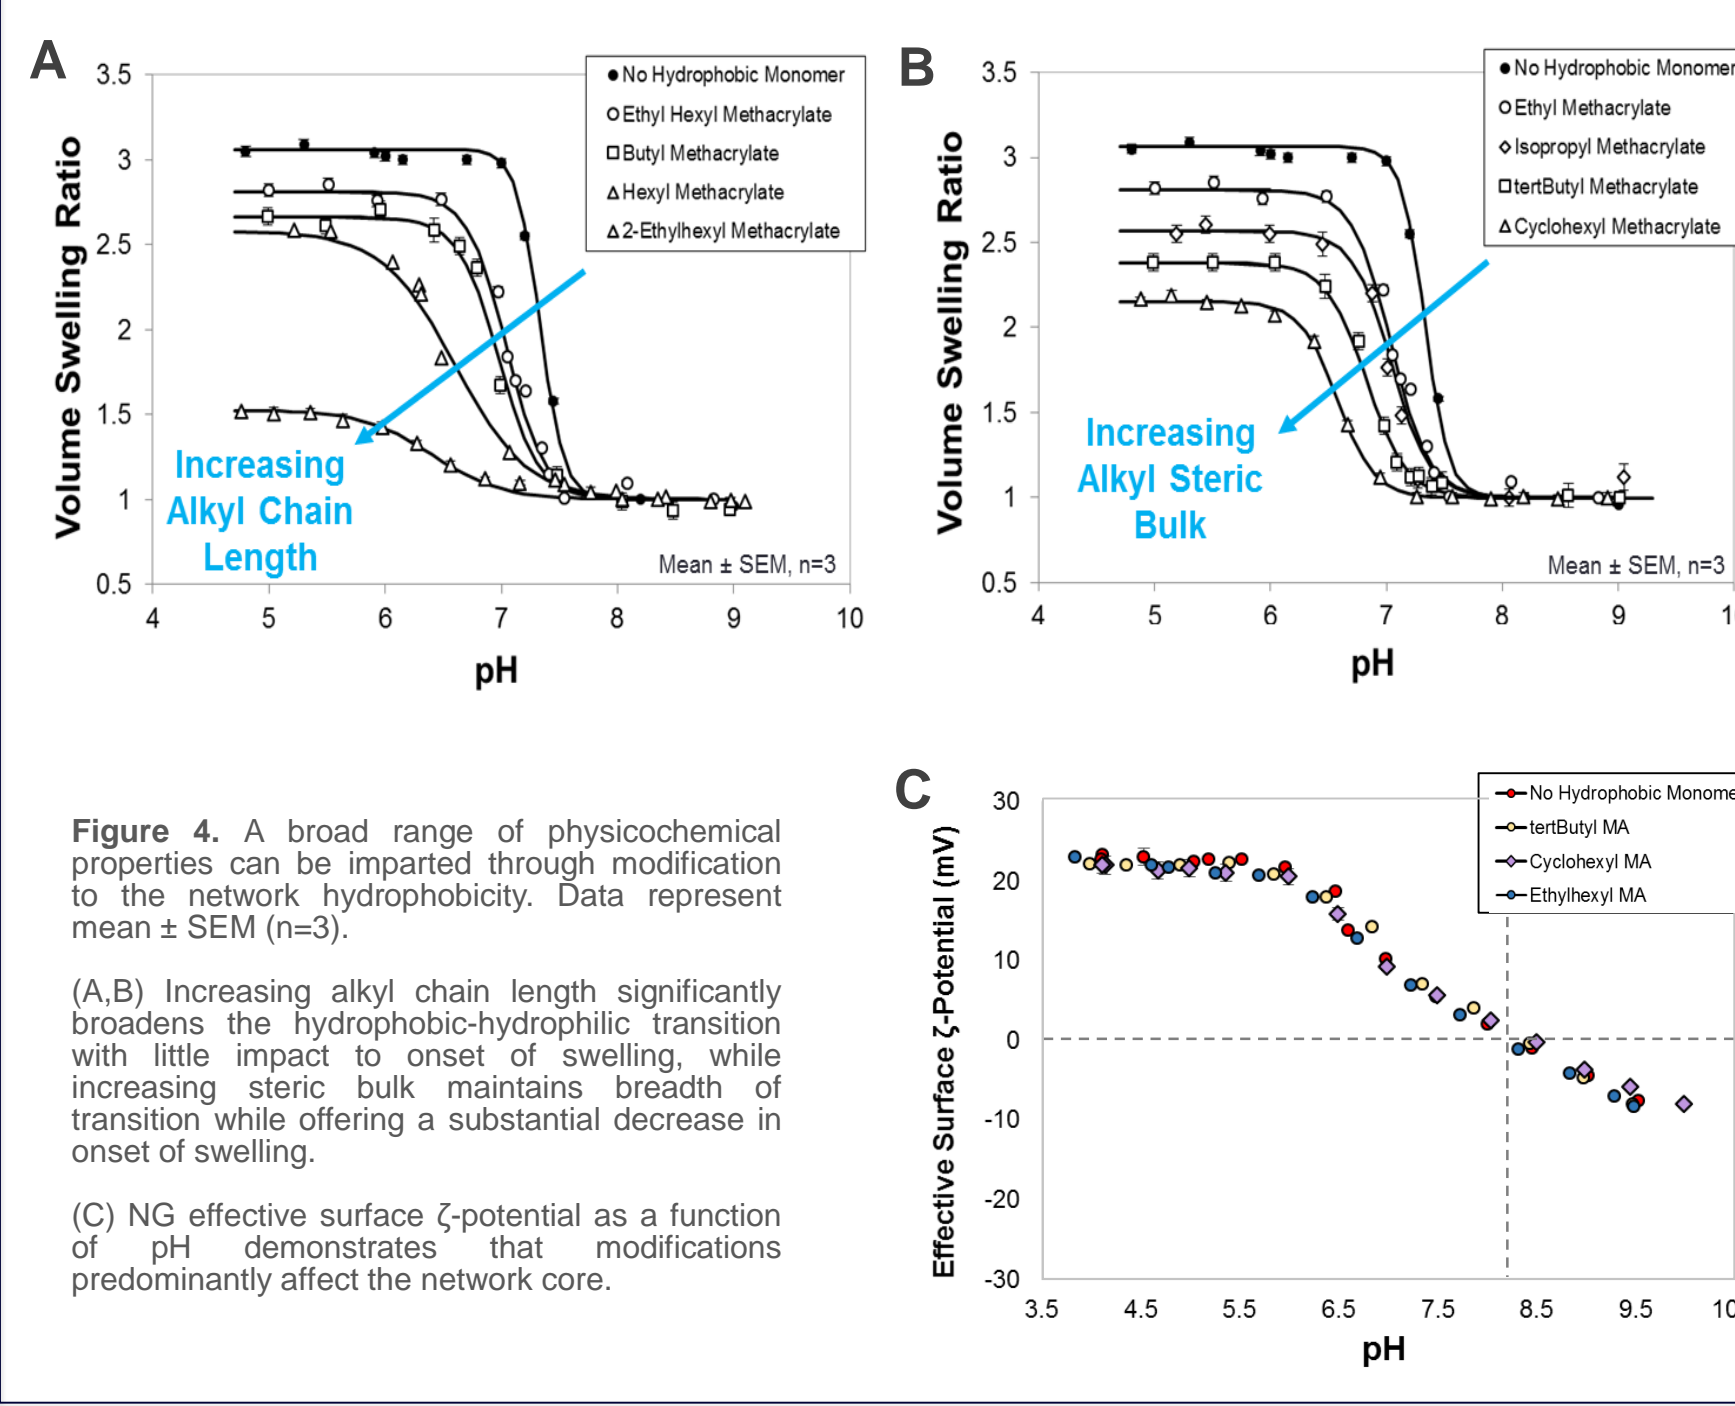 A
3.5
3
2.5
2
1.5
1
0.5
4 5 6 7 8 9 10
Volume Swelling Ratio
pH
No Hydrophobic Monomer
Ethyl Hexyl Methacrylate
Butyl Methacrylate
Hexyl Methacrylate
2-Ethylhexyl Methacrylate
Increasing
Alkyl Chain
Length
Mean ± SEM, n=3
B
3.5
3
2.5
2
1.5
1
0.5
4 5 6 7 8 9 1
Volume Swelling Ratio
pH
No Hydrophobic Monomer
Ethyl Methacrylate
Isopropyl Methacrylate
tertButyl Methacrylate
Cyclohexyl Methacrylate
Increasing
Alkyl Steric
Bulk
Mean ± SEM, n=3
Figure 4. A broad range of physicochemical
properties can be imparted through modification
to the network hydrophobicity. Data represent
mean ± SEM (n=3).
(A,B) Increasing alkyl chain length significantly
broadens the hydrophobic-hydrophilic transition
with little impact to onset of swelling, while
increasing steric bulk maintains breadth of
transition while offering a substantial decrease in
onset of swelling.
(C) NG effective surface ζ-potential as a function
of pH demonstrates that modifications
predominantly affect the network core.
C
30
20
10
0
-10
-20
-30
3.5 4.5 5.5 6.5 7.5 8.5 9.5 10
Effective Surface ζ-Potential (mV)
pH
No Hydrophobic Monome
tertButyl MA
Cyclohexyl MA
Ethylhexyl MA